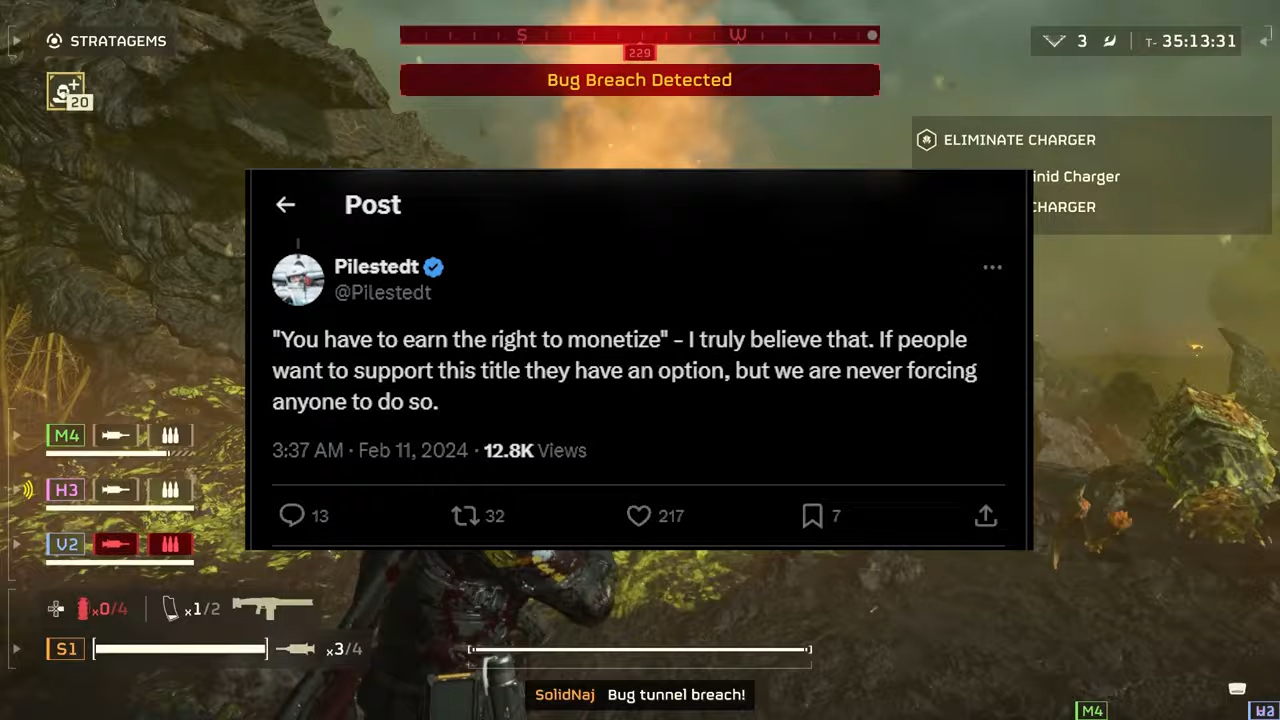 STRATAGEMS
20
S
W
229
Bug Breach Detected
3
T- 35:13:31
ELIMINATE CHARGER
inid Charger
CHARGER
Post
Pilestedt
@Pilestedt
"You have to earn the right to monetize" - I truly believe that. If people
want to support this title they have an option, but we are never forcing
anyone to do so.
3:37 AM · Feb 11, 2024 · 12.8K Views
13
32
217
7
M4
H3
V2
x0/4
x1/2
S1
x3/4
SolidNaj Bug tunnel breach!
M4